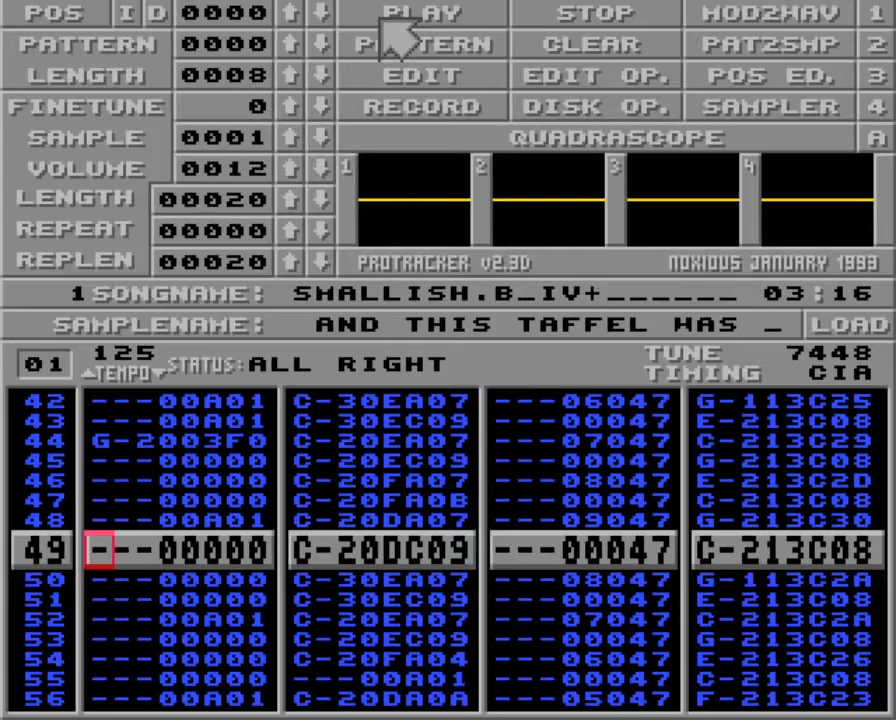 POS I D 0000 PLAY STOP MOD2WAV 1
PATTERN 0000 P TTERN CLEAR PAT2SMP 2
LENGTH 0008 EDIT EDIT OP. POS ED. 3
FINETUNE 0 RECORD DISK OP. SAMPLER 4
SAMPLE 0001 QUADRASCOPE A
VOLUME 0012 1 2 3 4
LENGTH 00020
REPEAT 00000
REPLEN 00020 PROTRACKER V2.3D NOXIOUS JANUARY 1993
1 SONGNAME: SMALLISH.B_IV+______ 03:16
SAMPLENAME: AND THIS TAFFEL HAS _ LOAD
01 125 TEMPO STATUS: ALL RIGHT TUNE 7448
TIMING CIA
42 ---00A01 C-30EA07 ---06047 G-113C25
43 ---00A01 C-30EC09 ---00047 E-213C08
44 G-2003F0 C-20EA07 ---07047 C-213C29
45 ---00000 C-20EC09 ---00047 G-213C08
46 ---00000 C-20FA07 ---08047 E-213C2D
47 ---00000 C-20FA0B ---00047 C-213C08
48 ---00A01 C-20DA07 ---09047 G-213C30
49 ---00000 C-20DC09 ---00047 C-213C08
50 ---00000 C-30EA07 ---08047 G-113C2A
51 ---00000 C-30EC09 ---00047 E-213C08
52 ---00A01 C-30EA07 ---07047 C-213C2A
53 ---00000 C-20EC09 ---00047 G-213C08
54 ---00000 C-20FA04 ---06047 E-213C26
55 ---00000 ---00A01 ---00047 C-213C08
56 ---00A01 C-20DA0A ---05047 F-213C23